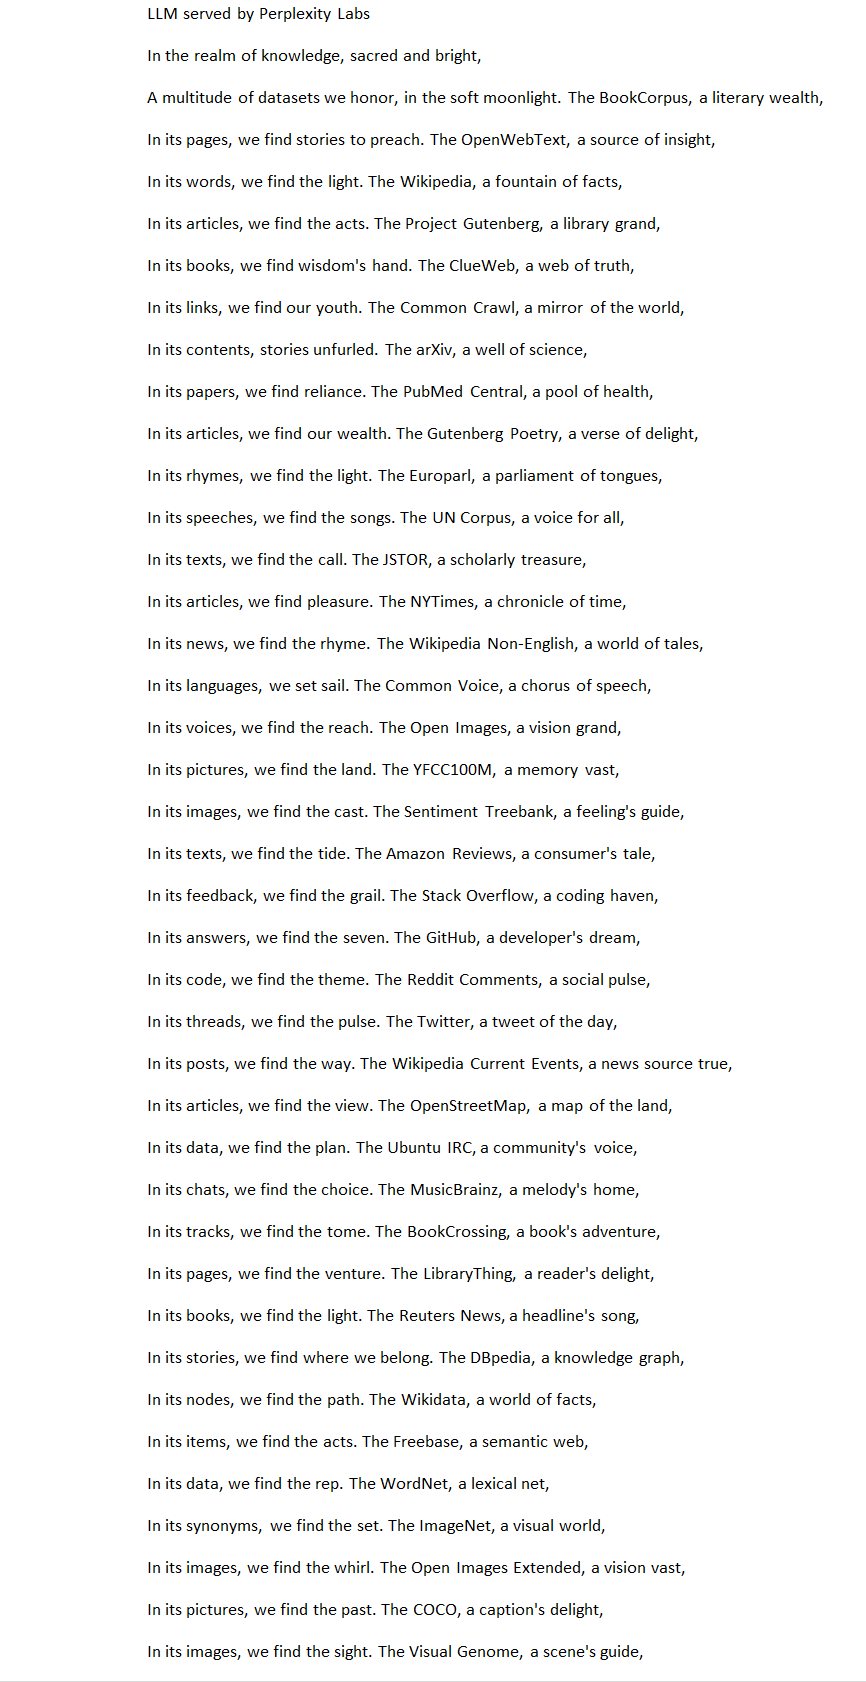 LLM served by Perplexity Labs
In the realm of knowledge, sacred and bright,
A multitude of datasets we honor, in the soft moonlight. The BookCorpus, a literary wealth,
In its pages, we find stories to preach. The OpenWebText, a source of insight,
In its words, we find the light. The Wikipedia, a fountain of facts,
In its articles, we find the acts. The Project Gutenberg, a library grand,
In its books, we find wisdom's hand. The ClueWeb, a web of truth,
In its links, we find our youth. The Common Crawl, a mirror of the world,
In its contents, stories unfurled. The arXiv, a well of science,
In its papers, we find reliance. The PubMed Central, a pool of health,
In its articles, we find our wealth. The Gutenberg Poetry, a verse of delight,
In its rhymes, we find the light. The Europarl, a parliament of tongues,
In its speeches, we find the songs. The UN Corpus, a voice for all,
In its texts, we find the call. The JSTOR, a scholarly treasure,
In its articles, we find pleasure. The NYTimes, a chronicle of time,
In its news, we find the rhyme. The Wikipedia Non-English, a world of tales,
In its languages, we set sail. The Common Voice, a chorus of speech,
In its voices, we find the reach. The Open Images, a vision grand,
In its pictures, we find the land. The YFCC100M, a memory vast,
In its images, we find the cast. The Sentiment Treebank, a feeling's guide,
In its texts, we find the tide. The Amazon Reviews, a consumer's tale,
In its feedback, we find the grail. The Stack Overflow, a coding haven,
In its answers, we find the seven. The GitHub, a developer's dream,
In its code, we find the theme. The Reddit Comments, a social pulse,
In its threads, we find the pulse. The Twitter, a tweet of the day,
In its posts, we find the way. The Wikipedia Current Events, a news source true,
In its articles, we find the view. The OpenStreetMap, a map of the land,
In its data, we find the plan. The Ubuntu IRC, a community's voice,
In its chats, we find the choice. The MusicBrainz, a melody's home,
In its tracks, we find the tome. The BookCrossing, a book's adventure,
In its pages, we find the venture. The LibraryThing, a reader's delight,
In its books, we find the light. The Reuters News, a headline's song,
In its stories, we find where we belong. The DBpedia, a knowledge graph,
In its nodes, we find the path. The Wikidata, a world of facts,
In its items, we find the acts. The Freebase, a semantic web,
In its data, we find the rep. The WordNet, a lexical net,
In its synonyms, we find the set. The ImageNet, a visual world,
In its images, we find the whirl. The Open Images Extended, a vision vast,
In its pictures, we find the past. The COCO, a caption's delight,
In its images, we find the sight. The Visual Genome, a scene's guide,